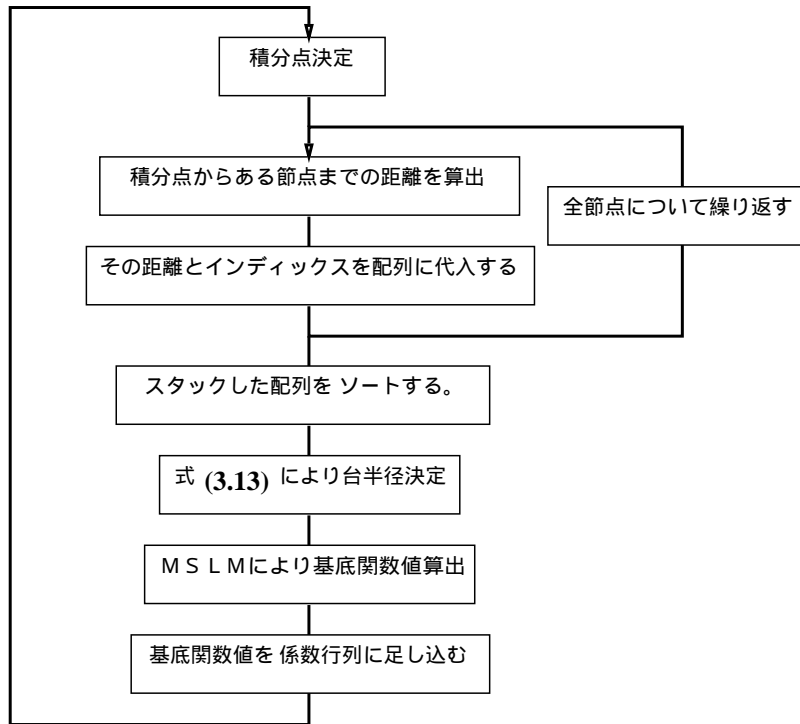 積分点決定
積分点からある節点までの距離を算出
全節点について繰り返す
その距離とインディックスを配列に代入する
スタックした配列を ソートする。
式 (3.13) により台半径決定
ＭＳＬＭにより基底関数値算出
基底関数値を 係数行列に足し込む